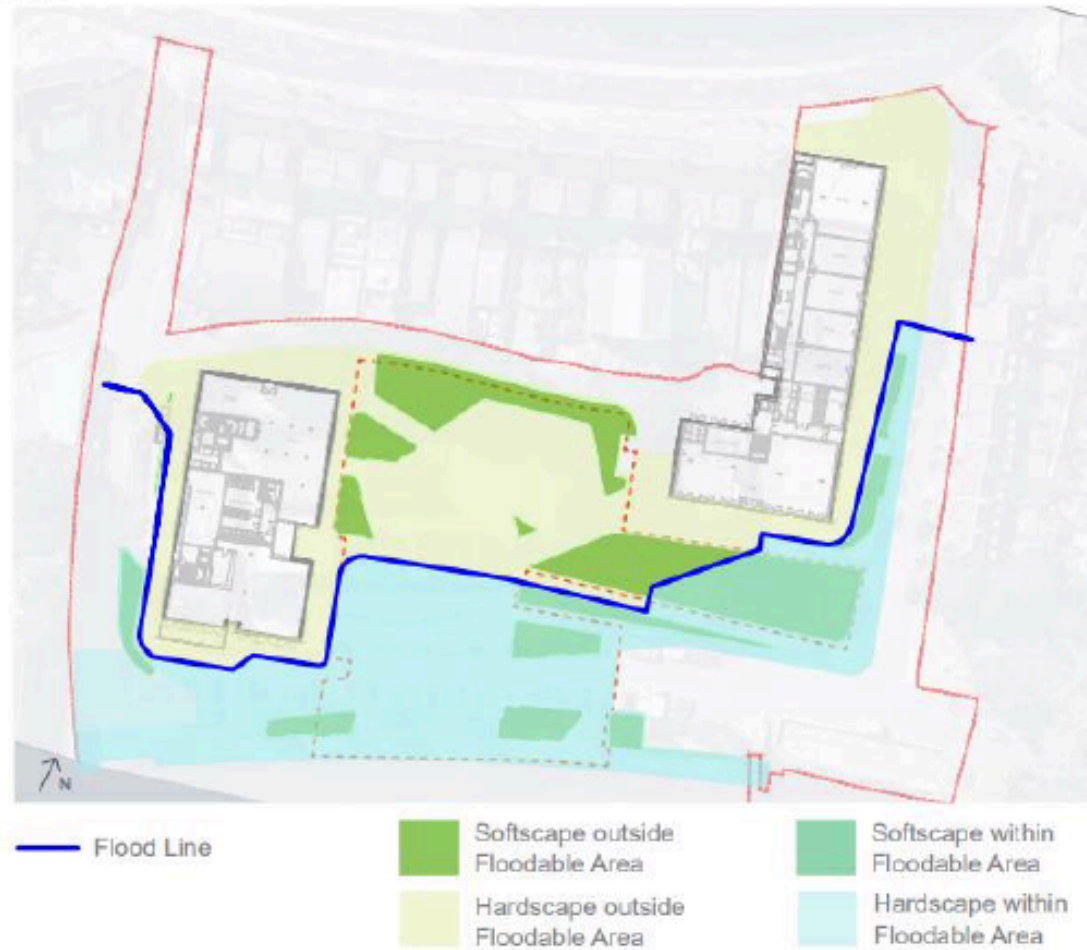 N
Flood Line
Softscape outside
Floodable Area
Hardscape outside
Floodable Area
Softscape within
Floodable Area
Hardscape within
Floodable Area